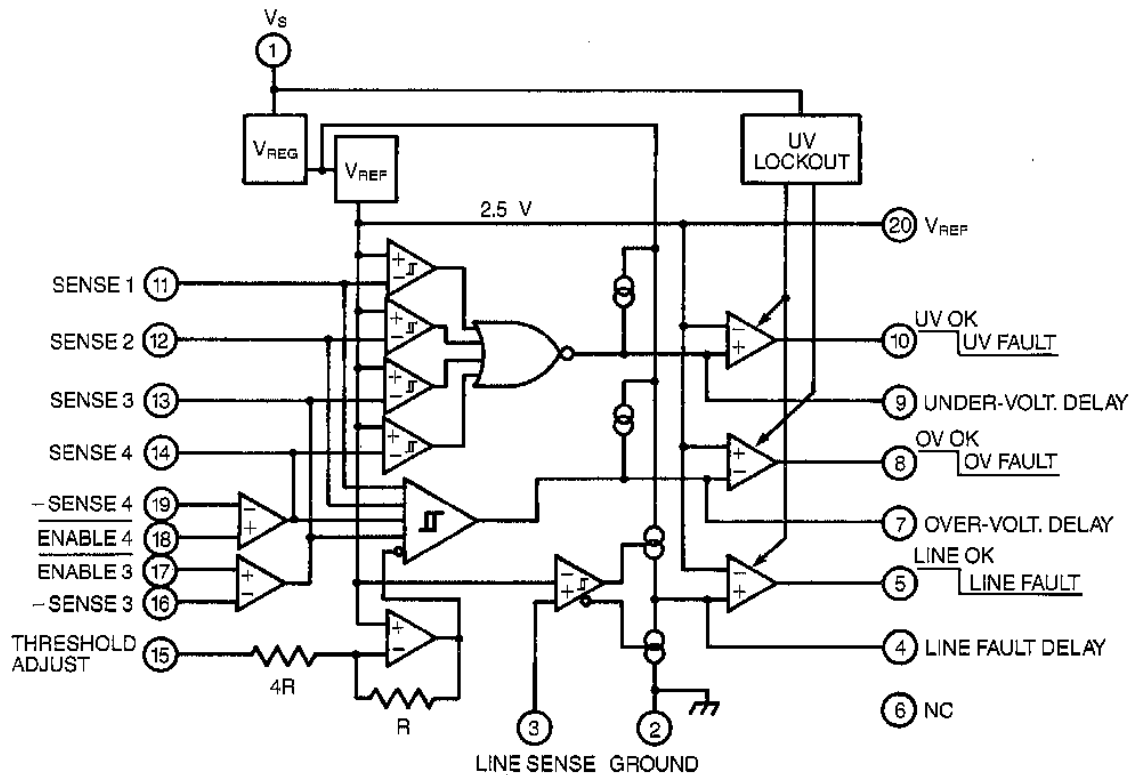 VS
1
VREG
VREF
UV
LOCKOUT
2.5 V
20 VREF
SENSE 1 11
+
−
SENSE 2 12
+
−
SENSE 3 13
+
−
SENSE 4 14
+
−
−
+
10 UV OK
UV FAULT
9 UNDER-VOLT. DELAY
+
−
8 OV OK
OV FAULT
7 OVER-VOLT. DELAY
−SENSE 4 19
ENABLE 4 18
−
+
ENABLE 3 17
−SENSE 3 16
+
−
−
+
−
+
5 LINE OK
LINE FAULT
4 LINE FAULT DELAY
THRESHOLD
ADJUST 15
4R
+
−
R
3
LINE SENSE
2
GROUND
6 NC